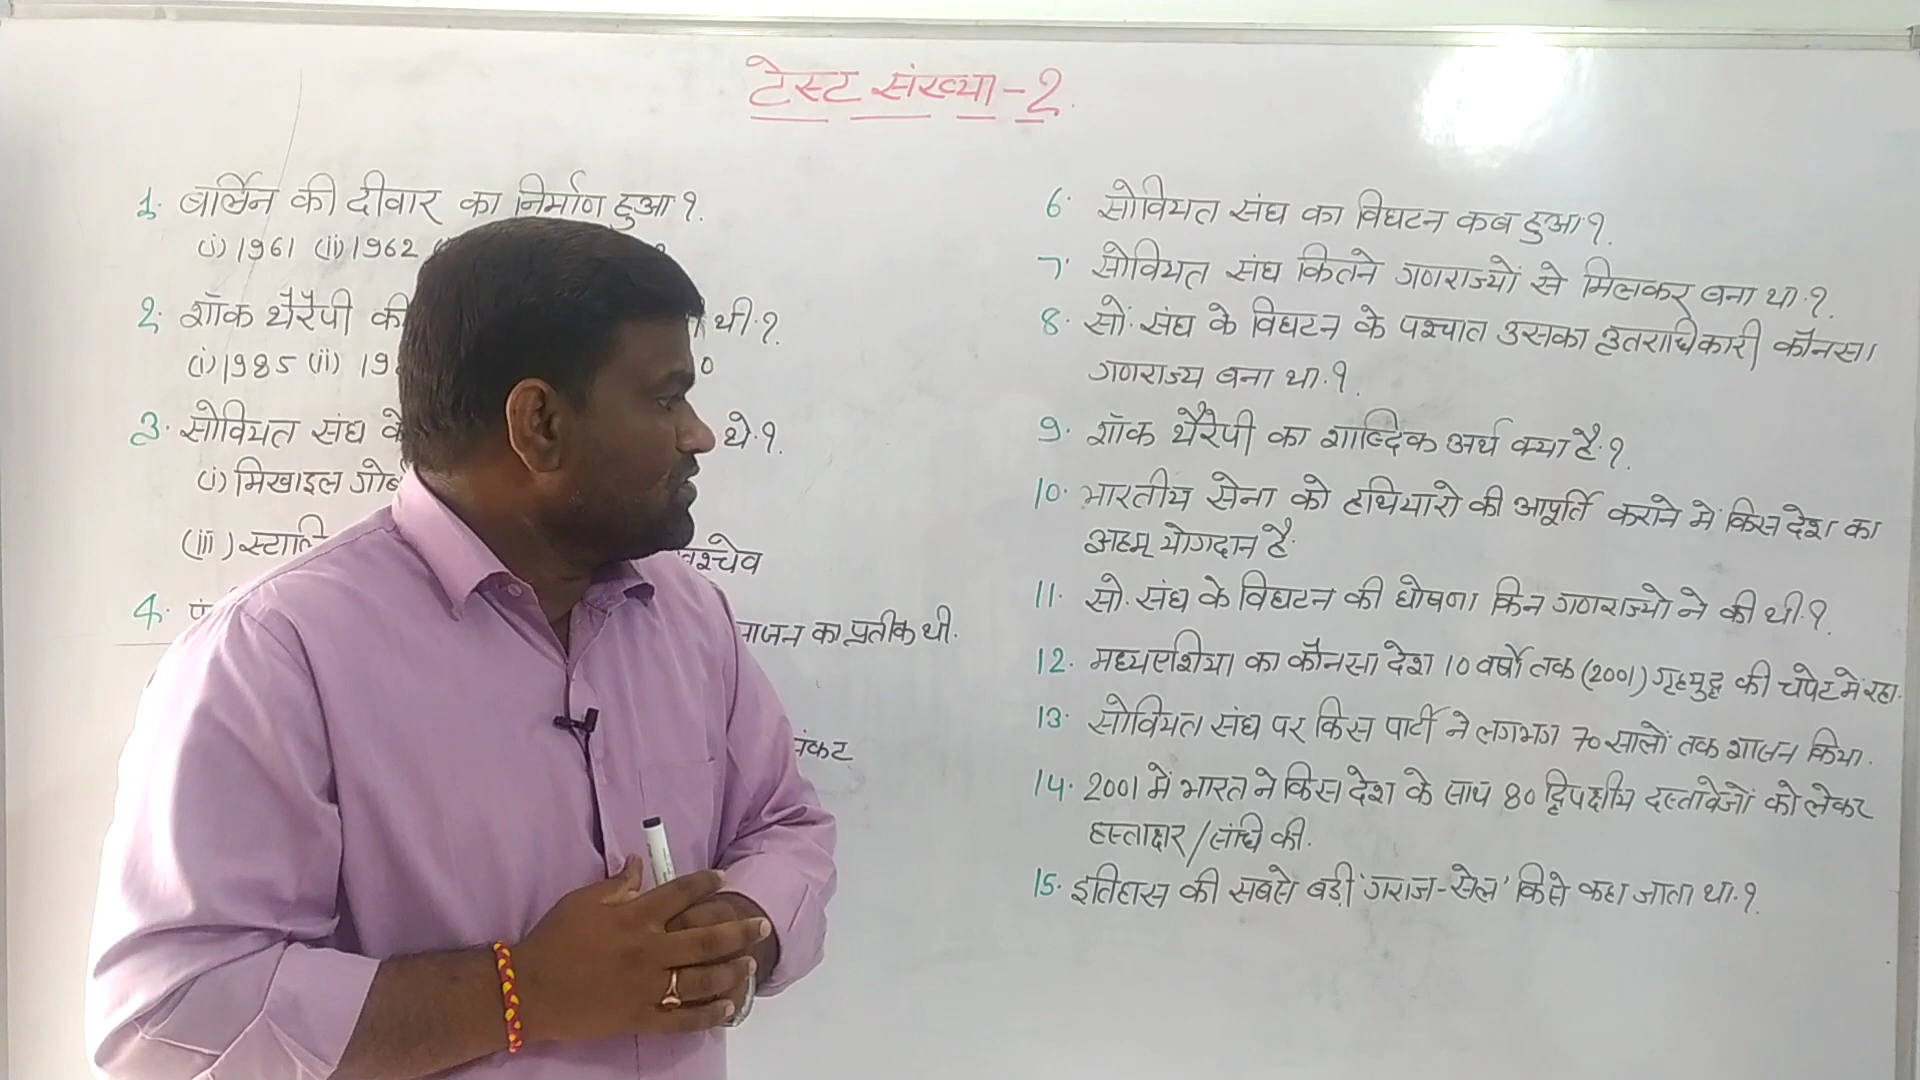 टेस्ट संख्या-2.
1. बर्लिन की दीवार का निर्माण हुआ ?.
(i) 1961 (ii) 1962
2. शॉक थैरैपी की थी.?.
(i) 1985 (ii)
3. सोवियत संघ के थे.?.
(i) मिखाइल
(iii)
4. का प्रतीक थी.
संकट
6. सोवियत संघ का विघटन कब हुआ ?.
7. सोवियत संघ कितने गणराज्यों से मिलकर बना था.?.
8. सो. संघ के विघटन के पश्चात उसका उतराधिकारी कौनसा
गणराज्य बना था.?.
9. शॉक थैरेपी का शाब्दिक अर्थ क्या है.?.
10. भारतीय सेना को हथियारो की आपूर्ति कराने में किस देश का
अहम योगदान है.
11. सो. संघ के विघटन की घोषणा किन गणराज्यो ने की थी.?.
12. मध्यएशिया का कौनसा देश 10 वर्षों तक (2001) गृहयुद्ध की चपेट में रहा.
13. सोवियत संघ पर किस पार्टी ने लगभग 70 सालों तक शासन किया.
14. 2001 में भारत ने किस देश के साथ 80 द्विपक्षीय दस्तावेजों को लेकर
हस्ताक्षर/संधि की.
15. इतिहास की सबसे बड़ी 'गराज-सेल' किसे कहा जाता था.?.